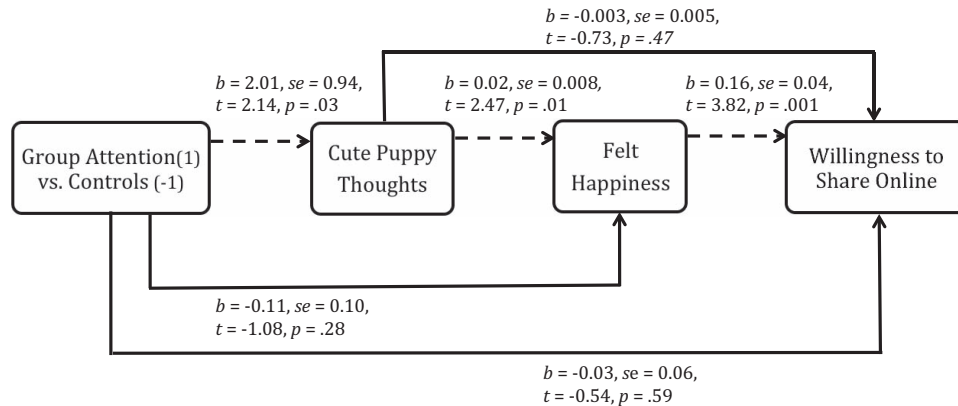 b = -0.003, se = 0.005,
t = -0.73, p = .47
b = 2.01, se = 0.94,
t = 2.14, p = .03
b = 0.02, se = 0.008,
t = 2.47, p = .01
b = 0.16, se = 0.04,
t = 3.82, p = .001
Group Attention(1)
vs. Controls (-1)
Cute Puppy
Thoughts
Felt
Happiness
Willingness to
Share Online
b = -0.11, se = 0.10,
t = -1.08, p = .28
b = -0.03, se = 0.06,
t = -0.54, p = .59